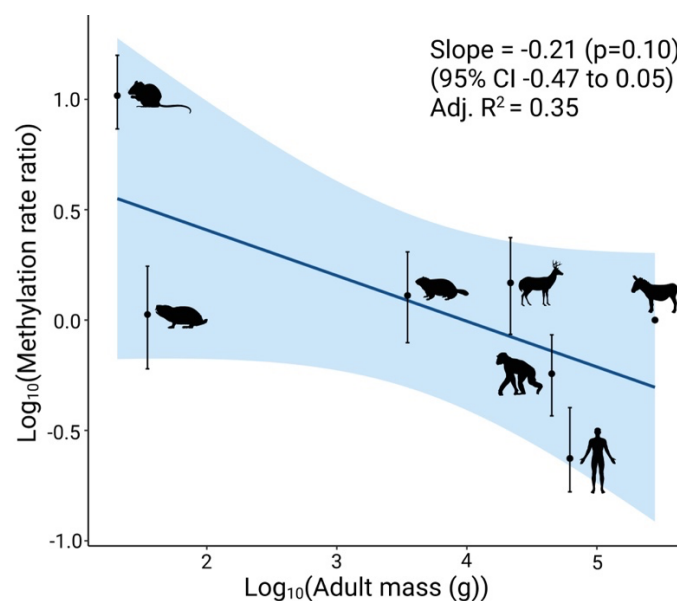 Slope = -0.21 (p=0.10)
(95% CI -0.47 to 0.05)
Adj. R² = 0.35
Log₁₀(Methylation rate ratio)
1.0
0.5
0.0
-0.5
-1.0
2 3 4 5
Log₁₀(Adult mass (g))